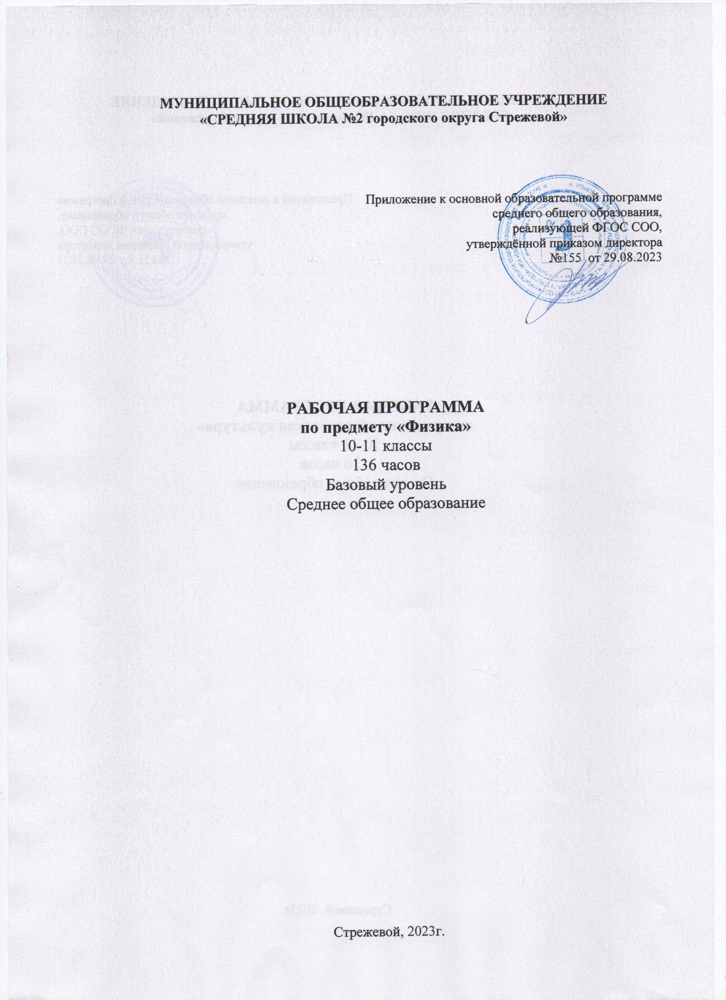 МУНИЦИПАЛЬНОЕ ОБЩЕОБРАЗОВАТЕЛЬНОЕ УЧРЕЖДЕНИЕ
«СРЕДНЯЯ ШКОЛА №2 городского округа Стрежевой»
Приложение к основной образовательной программе
среднего общего образования,
реализующей ФГОС СОО,
утверждённой приказом директора
№155 от 29.08.2023
РАБОЧАЯ ПРОГРАММА
по предмету «Физика»
10-11 классы
136 часов
Базовый уровень
Среднее общее образование
Стрежевой, 2023г.